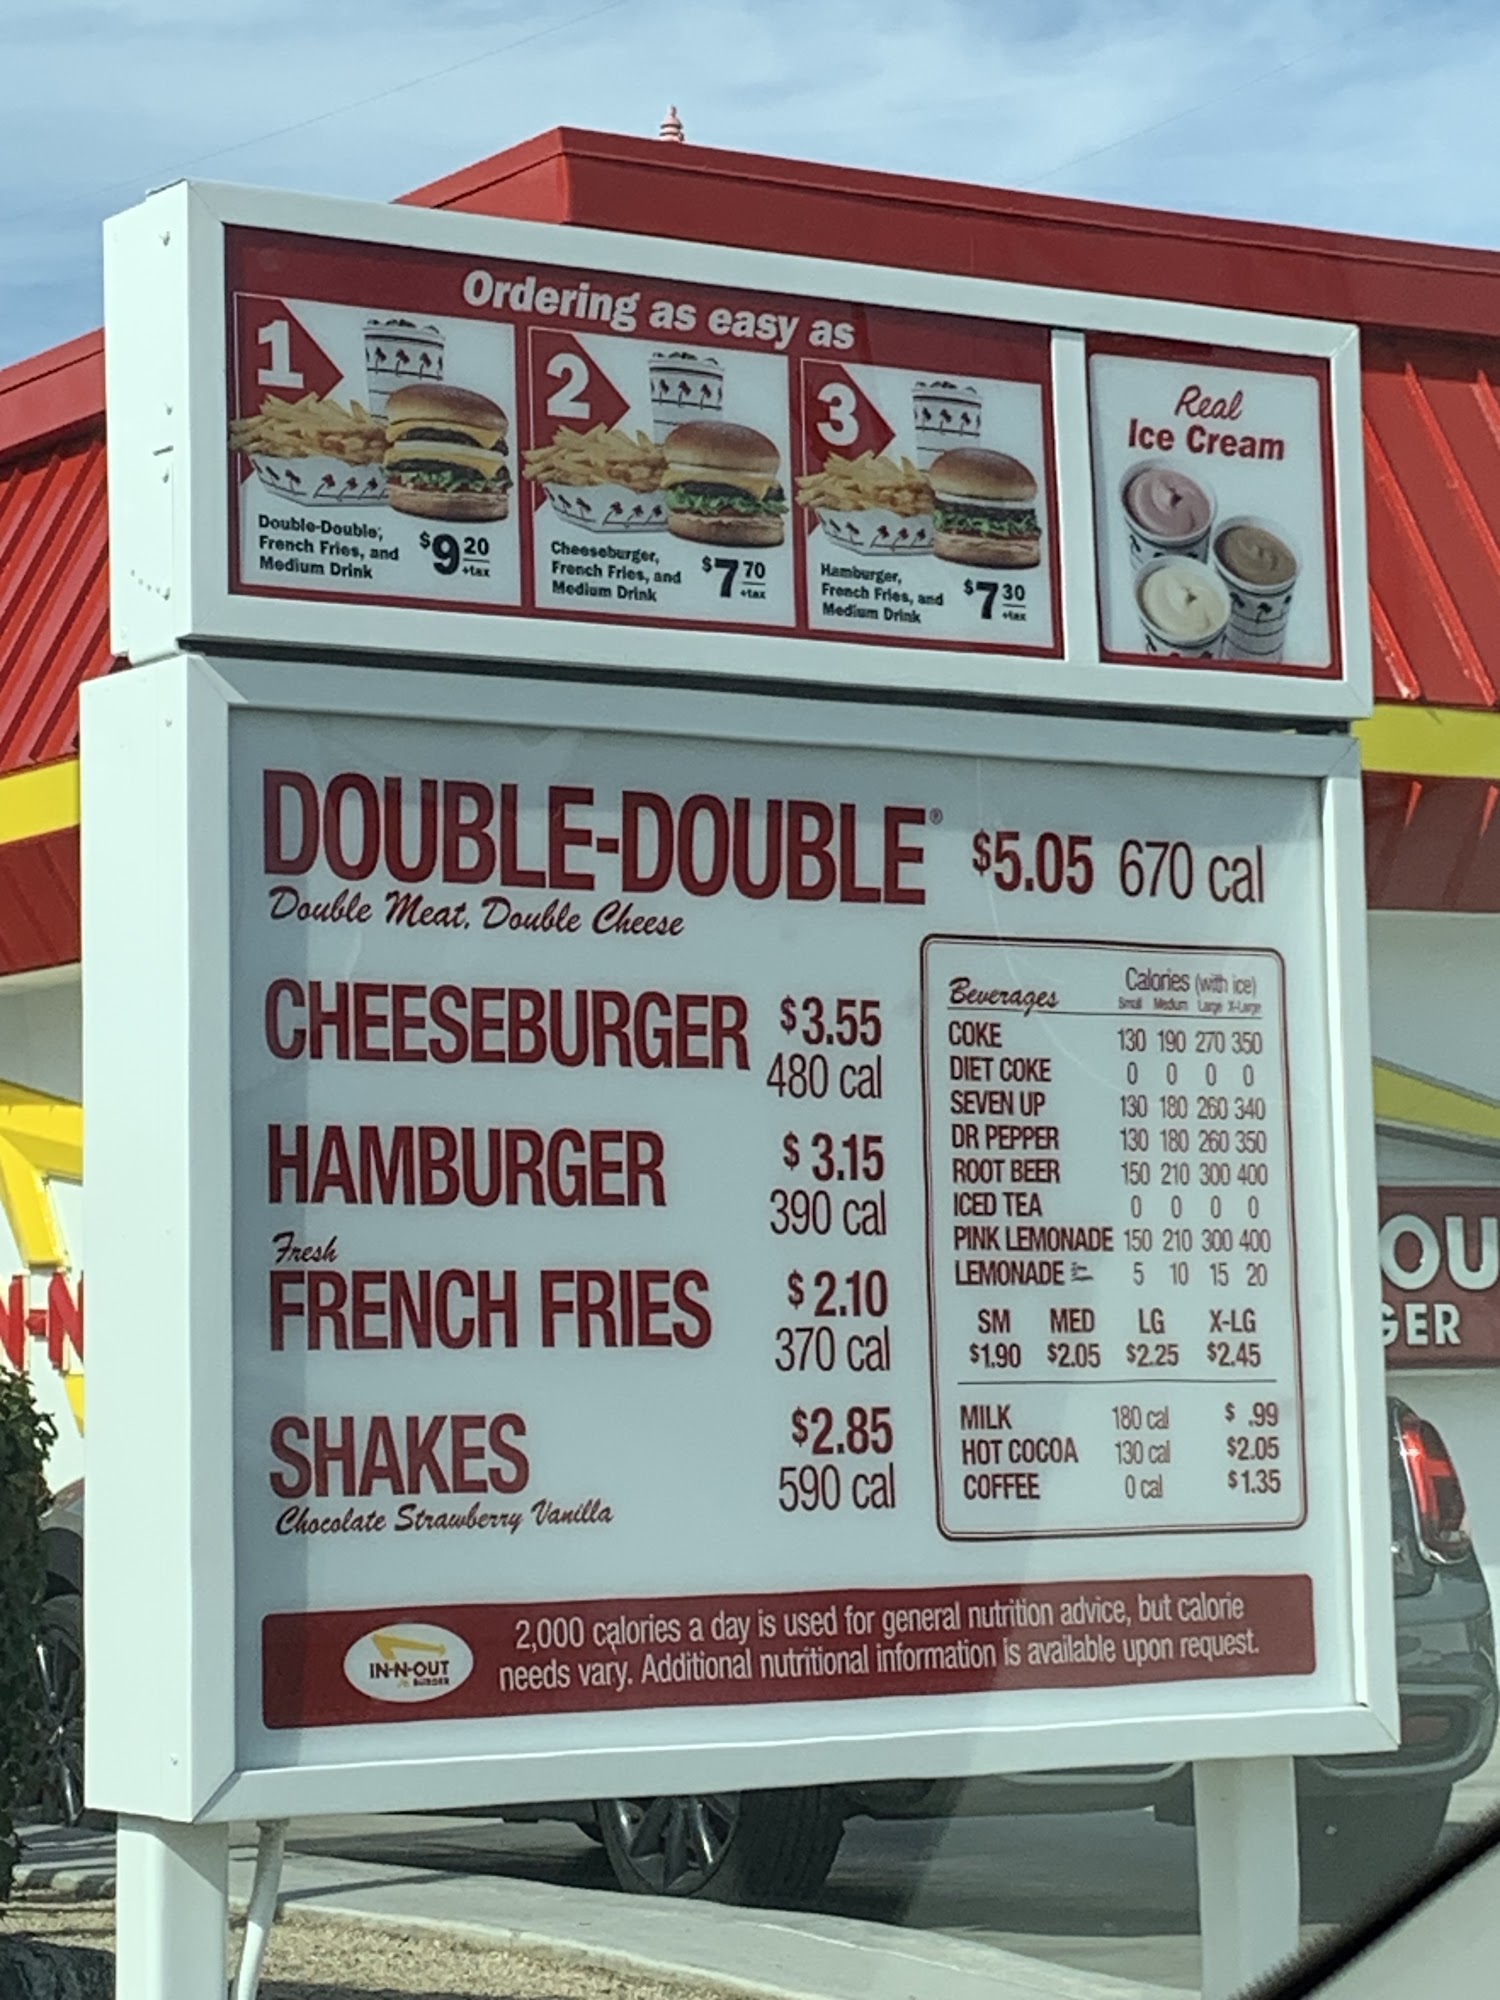 Ordering as easy as
1
Double-Double,
French Fries, and
Medium Drink
$9 20
+tax
2
Cheeseburger,
French Fries, and
Medium Drink
$7 70
+tax
3
Hamburger,
French Fries, and
Medium Drink
$7 30
+tax
Real
Ice Cream
DOUBLE-DOUBLE® $5.05 670 cal
Double Meat, Double Cheese
CHEESEBURGER $3.55
480 cal
HAMBURGER $3.15
390 cal
Fresh
FRENCH FRIES $2.10
370 cal
SHAKES $2.85
590 cal
Chocolate Strawberry Vanilla
Beverages Calories (with ice)
Small Medium Large X-Large
COKE 130 190 270 350
DIET COKE 0 0 0 0
SEVEN UP 130 180 260 340
DR PEPPER 130 180 260 350
ROOT BEER 150 210 300 400
ICED TEA 0 0 0 0
PINK LEMONADE 150 210 300 400
LEMONADE 5 10 15 20
SM MED LG X-LG
$1.90 $2.05 $2.25 $2.45
MILK 180 cal $ .99
HOT COCOA 130 cal $2.05
COFFEE 0 cal $1.35
IN-N-OUT
BURGER
2,000 calories a day is used for general nutrition advice, but calorie
needs vary. Additional nutritional information is available upon request.
N-N
OU
GER